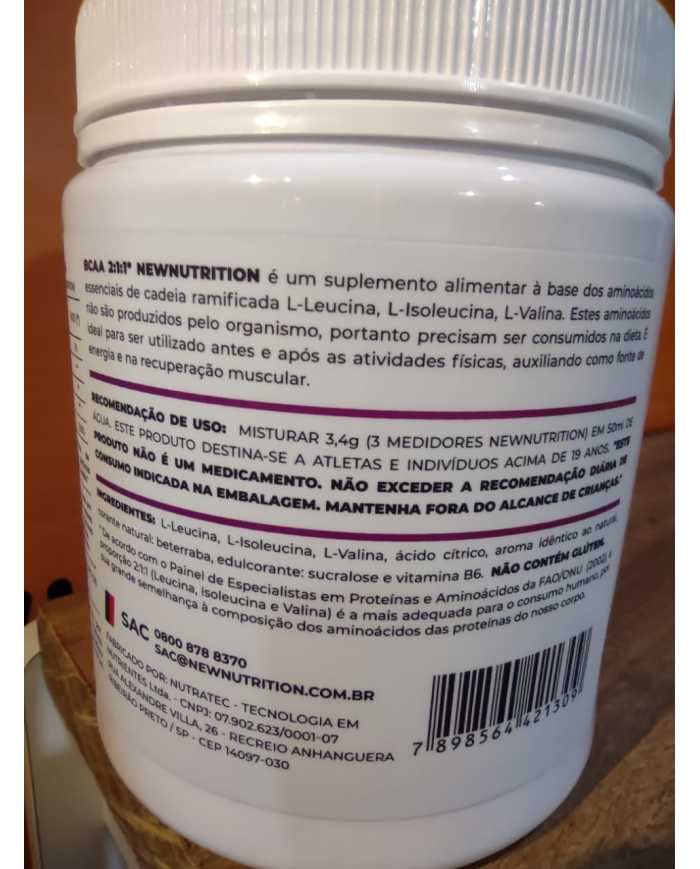 BCAA 2:1:1® NEWNUTRITION é um suplemento alimentar à base dos aminoácidos
essenciais de cadeia ramificada L-Leucina, L-Isoleucina, L-Valina. Estes aminoácidos
não são produzidos pelo organismo, portanto precisam ser consumidos na dieta. É
ideal para ser utilizado antes e após as atividades físicas, auxiliando como fonte de
energia e na recuperação muscular.
RECOMENDAÇÃO DE USO: MISTURAR 3,4g (3 MEDIDORES NEWNUTRITION) EM 50ml DE
ÁGUA. ESTE PRODUTO DESTINA-SE A ATLETAS E INDIVÍDUOS ACIMA DE 19 ANOS. "ESTE
PRODUTO NÃO É UM MEDICAMENTO. NÃO EXCEDER A RECOMENDAÇÃO DIÁRIA DE
CONSUMO INDICADA NA EMBALAGEM. MANTENHA FORA DO ALCANCE DE CRIANÇAS."
INGREDIENTES: L-Leucina, L-Isoleucina, L-Valina, ácido cítrico, aroma idêntico ao natural,
corante natural: beterraba, edulcorante: sucralose e vitamina B6. NÃO CONTÉM GLÚTEN.
* De acordo com o Painel de Especialistas em Proteínas e Aminoácidos da FAO/ONU (2002), a
proporção 2:1:1 (Leucina, Isoleucina e Valina) é a mais adequada para o consumo humano, por
sua grande semelhança à composição dos aminoácidos das proteínas do nosso corpo.
SAC 0800 878 8370
SAC@NEWNUTRITION.COM.BR
FABRICADO POR: NUTRATEC - TECNOLOGIA EM
NUTRIENTES Ltda. - CNPJ: 07.902.623/0001-07
RUA ALEXANDRE VILLA, 26 - RECREIO ANHANGUERA
RIBEIRÃO PRETO / SP - CEP 14097-030
7 898564 421309